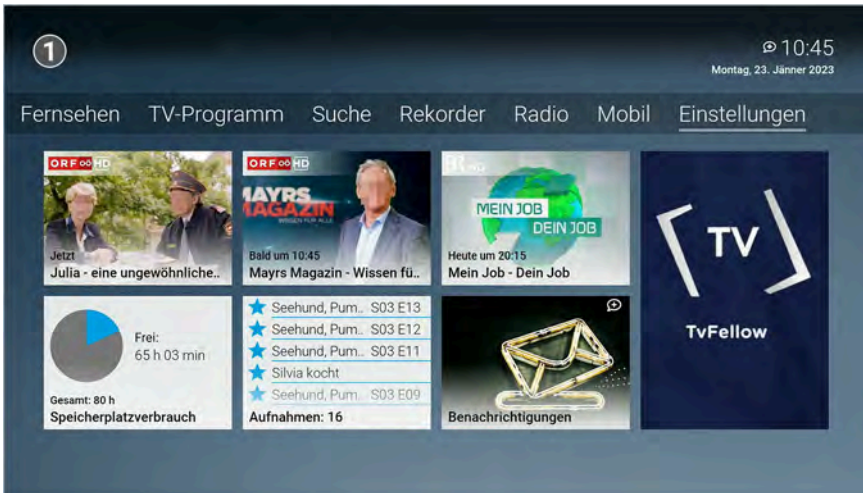 1
10:45
Montag, 23. Jänner 2023
Fernsehen TV-Programm Suche Rekorder Radio Mobil Einstellungen
ORF oö HD
Jetzt
Julia - eine ungewöhnliche..
ORF oö HD
MAYRS
MAGAZIN
WISSEN FÜR ALLE
Bald um 10:45
Mayrs Magazin - Wissen fü..
BR HD
MEIN JOB
DEIN JOB
Heute um 20:15
Mein Job - Dein Job
TV
TvFellow
Frei:
65 h 03 min
Gesamt: 80 h
Speicherplatzverbrauch
Seehund, Pum.. S03 E13
Seehund, Pum.. S03 E12
Seehund, Pum.. S03 E11
Silvia kocht
Seehund, Pum.. S03 E09
Aufnahmen: 16
Benachrichtigungen